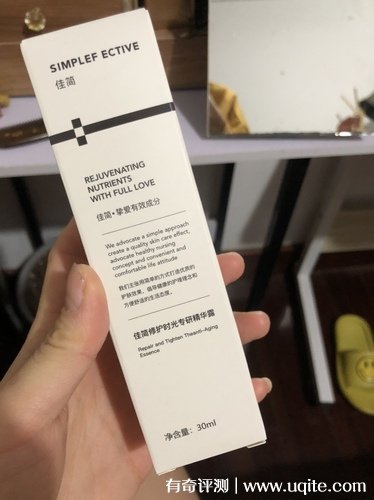 SIMPLEF ECTIVE
佳简
REJUVENATING
NUTRIENTS
WITH FULL LOVE
佳简·挚爱有效成分
We advocate a simple approach
create a quality skin care effect,
advocate healthy nursing
concept and convenient and
comfortable life attitude
我们主张用简单的方式打造优质的
护肤效果，倡导健康的护理理念和
方便舒适的生活态度。
佳简修护时光专研精华露
Repair and Tighten Theanti-Aging
Essence
净含量: 30ml
有奇评测 | www.uqite.com